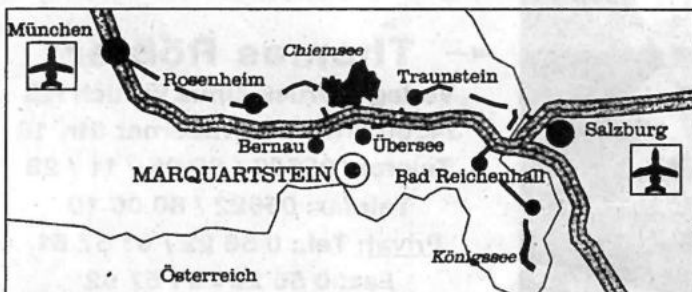 München
Chiemsee
Rosenheim
Traunstein
Bernau
Übersee
Salzburg
MARQUARTSTEIN
Bad Reichenhall
Königssee
Österreich